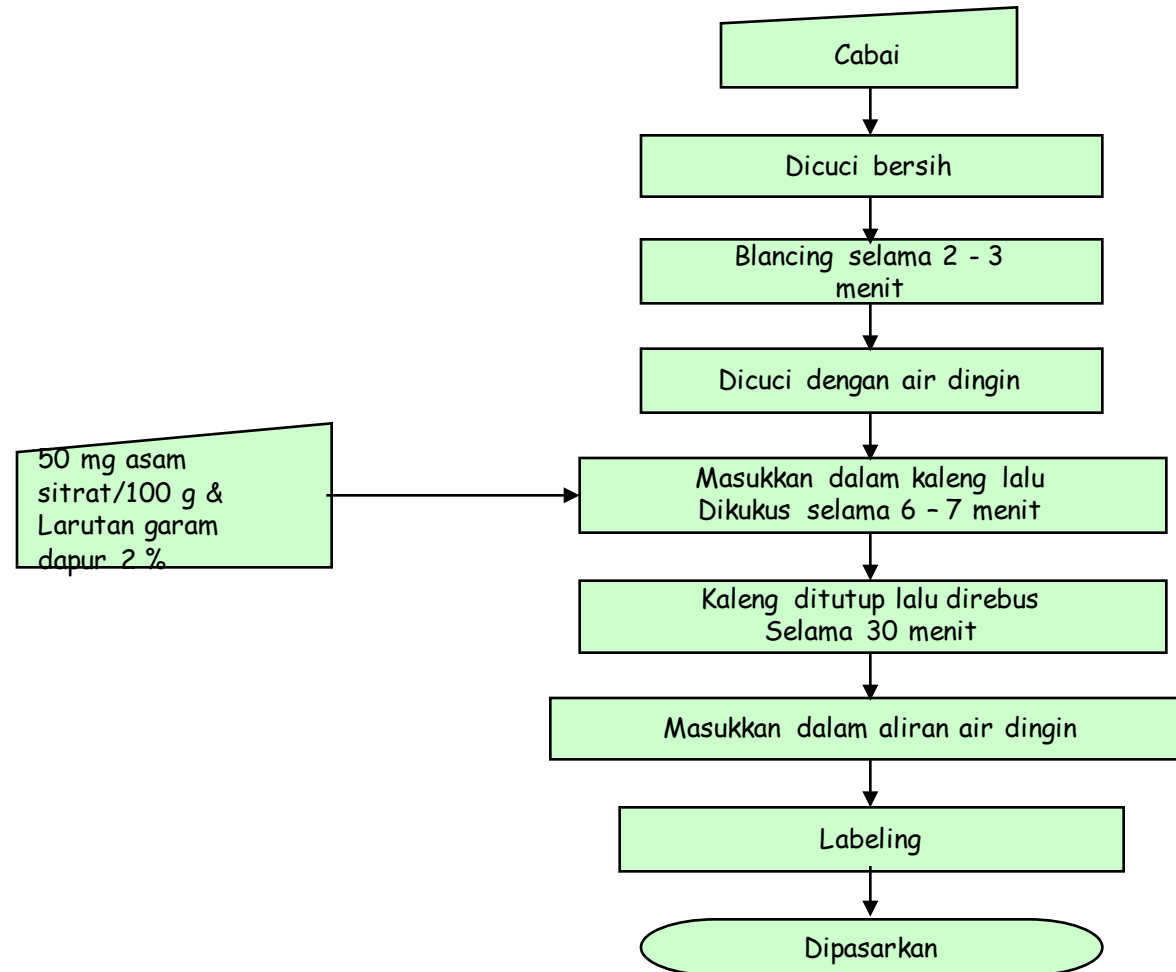 Cabai
Dicuci bersih
Blancing selama 2 - 3
menit
Dicuci dengan air dingin
50 mg asam
sitrat/100 g &
Larutan garam
dapur 2 %
Masukkan dalam kaleng lalu
Dikukus selama 6 – 7 menit
Kaleng ditutup lalu direbus
Selama 30 menit
Masukkan dalam aliran air dingin
Labeling
Dipasarkan